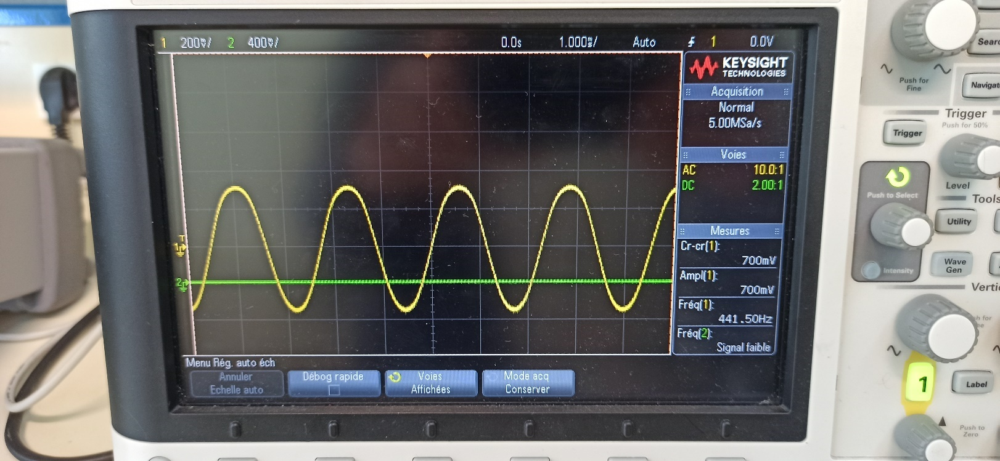 1 200mV/ 2 400mV/ 0.0s 1.000ms/ Auto 1 0.0V
KEYSIGHT
TECHNOLOGIES
Acquisition
Normal
5.00MSa/s
Voies
AC 10.0:1
DC 2.00:1
Mesures
Cr-cr(1):
700mV
Ampl(1):
700mV
Fréq(1):
441.50Hz
Fréq(2):
Signal faible
T
1
2
Menu Rég. auto éch
Annuler
Echelle auto
Débog rapide
Voies
Affichées
Mode acq
Conserver
Push for
Fine
Trigger
Push for 50%
Trigger
Level
Push to Select
Tools
Utility
Intensity
Wave
Gen
1
Label
Push to
Zero